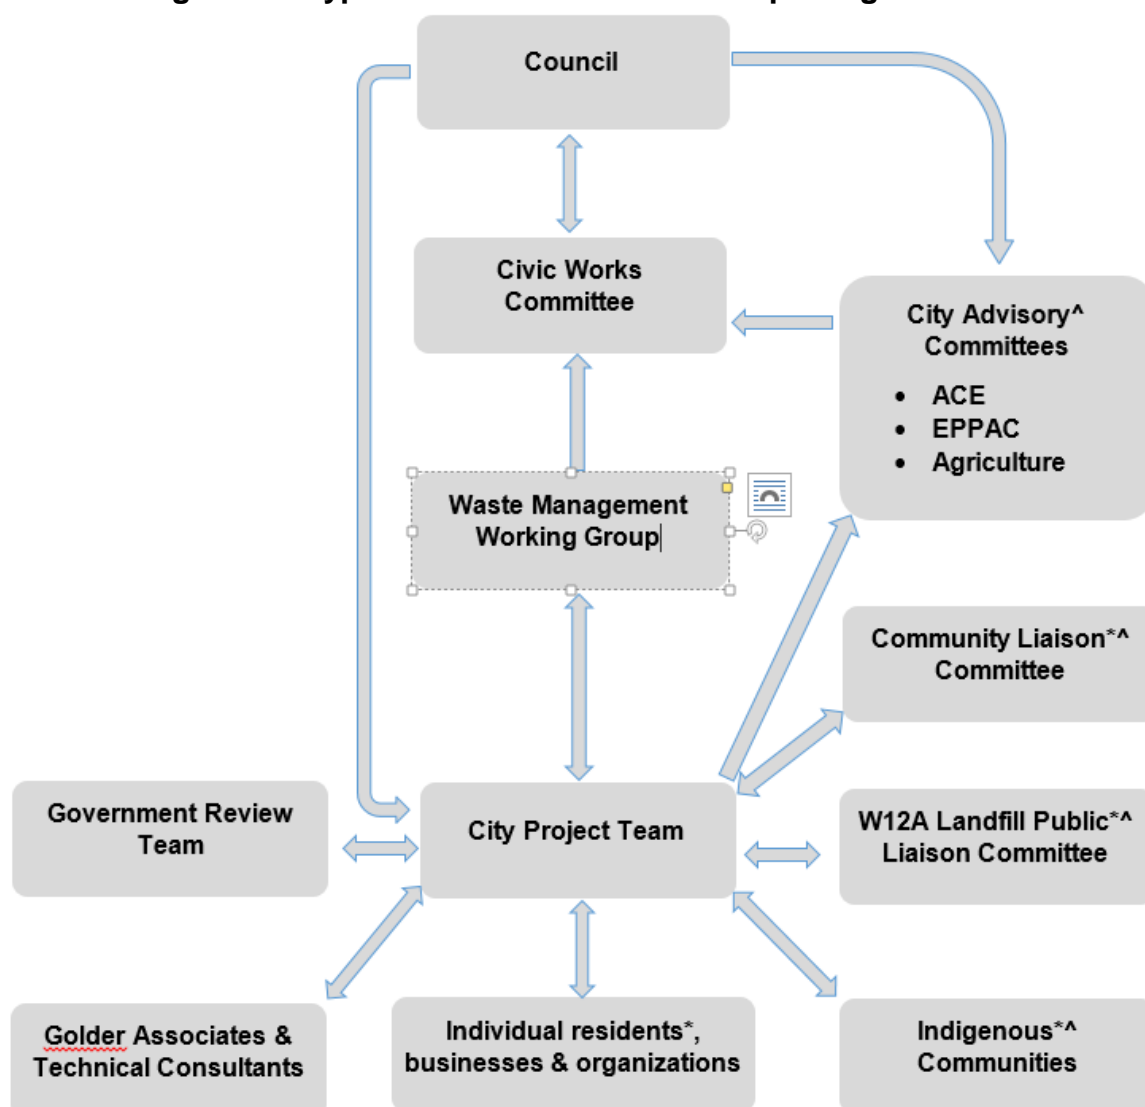 Council
Civic Works
Committee
City Advisory^
Committees
• ACE
• EPPAC
• Agriculture
Waste Management
Working Group
Community Liaison*^
Committee
Government Review
Team
City Project Team
W12A Landfill Public*^
Liaison Committee
Golder Associates &
Technical Consultants
Individual residents*,
businesses & organizations
Indigenous*^
Communities